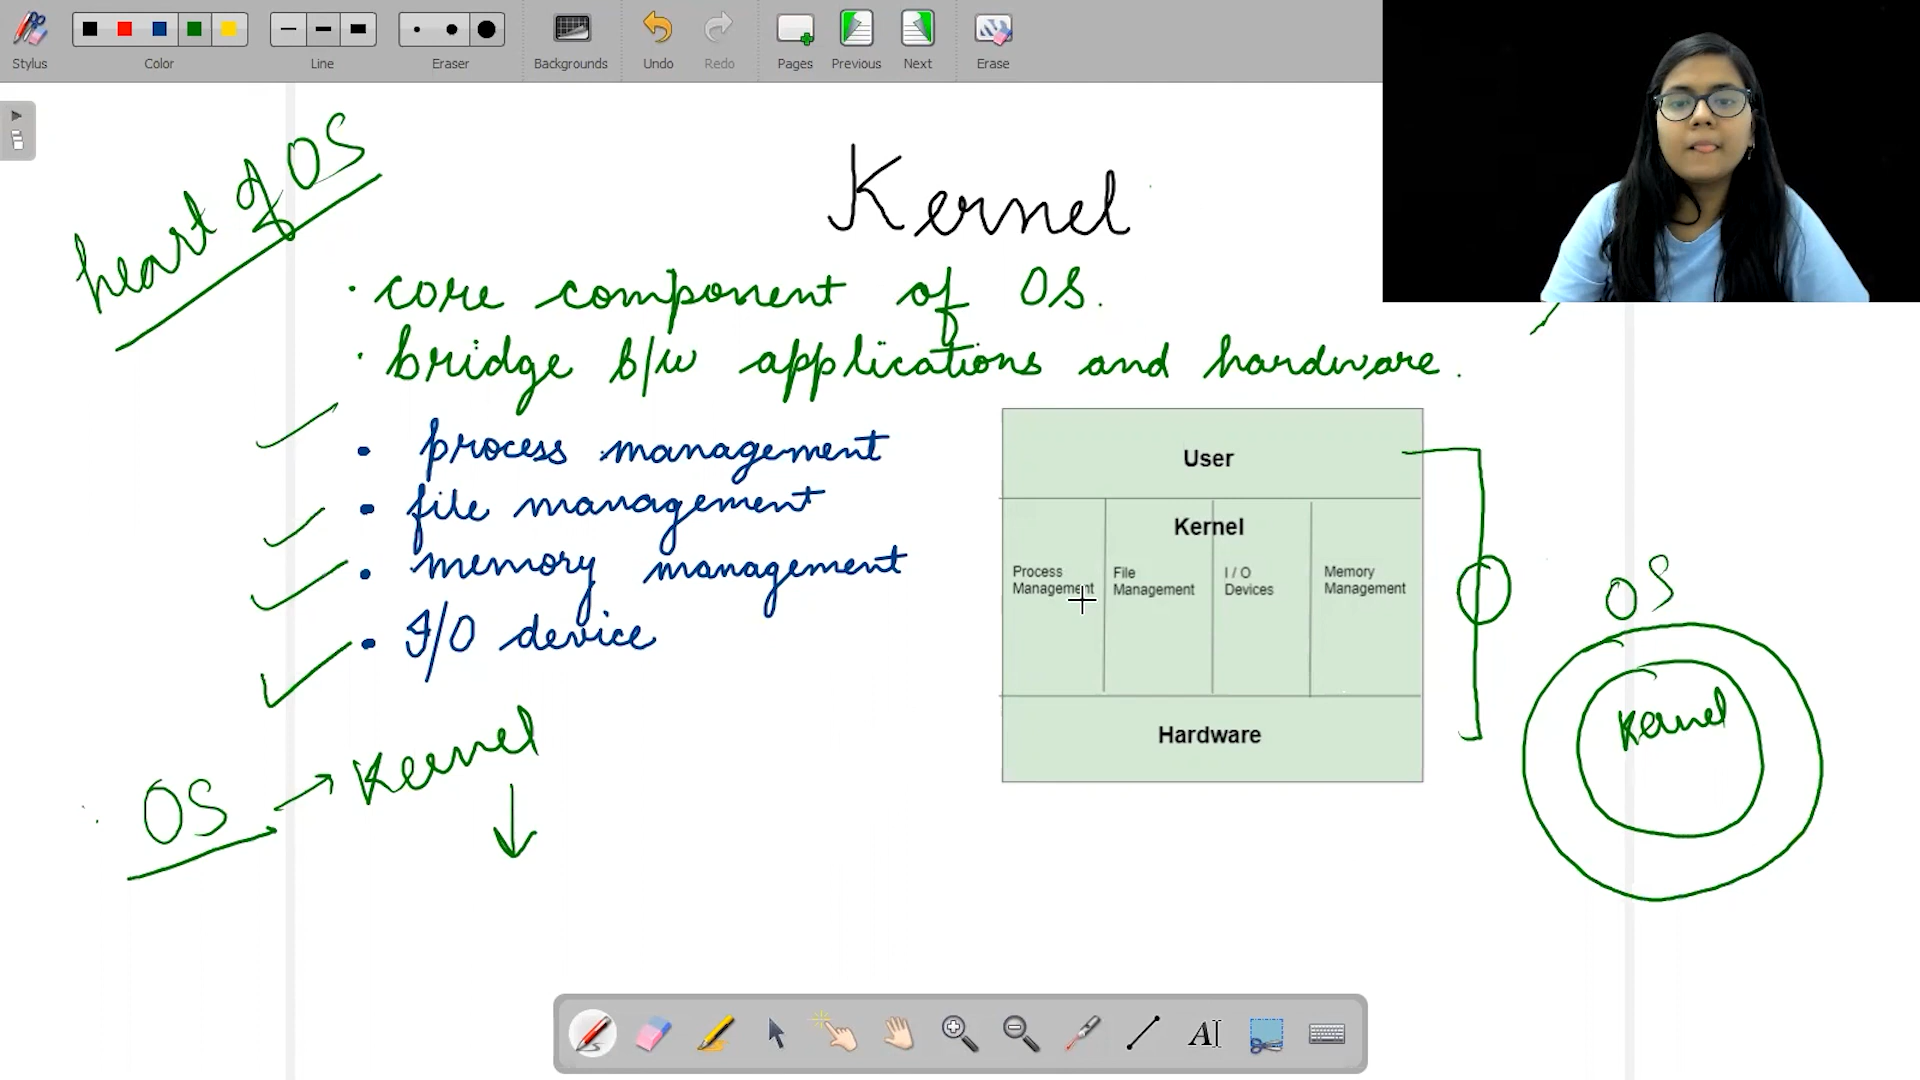 Stylus
Color
Line
Eraser
Backgrounds
Undo
Redo
Pages
Previous
Next
Erase
heart of OS
Kernel
· core component of OS.
· bridge b/w applications and hardware.
• process management
• file management
• memory management
• I/O device
OS → Kernel
User
Kernel
Process
Management
File
Management
I / O
Devices
Memory
Management
Hardware
OS
Kernel